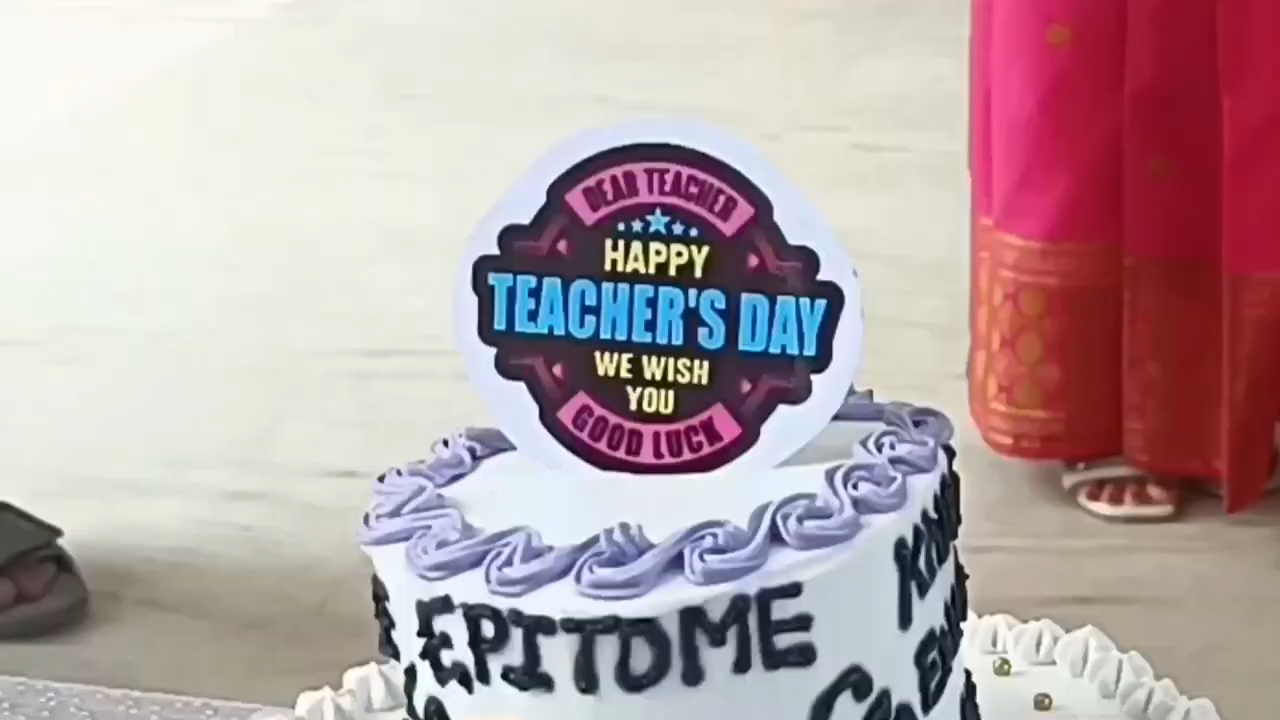 DEAR TEACHER
HAPPY
TEACHER'S DAY
WE WISH
YOU
GOOD LUCK
EPITOME